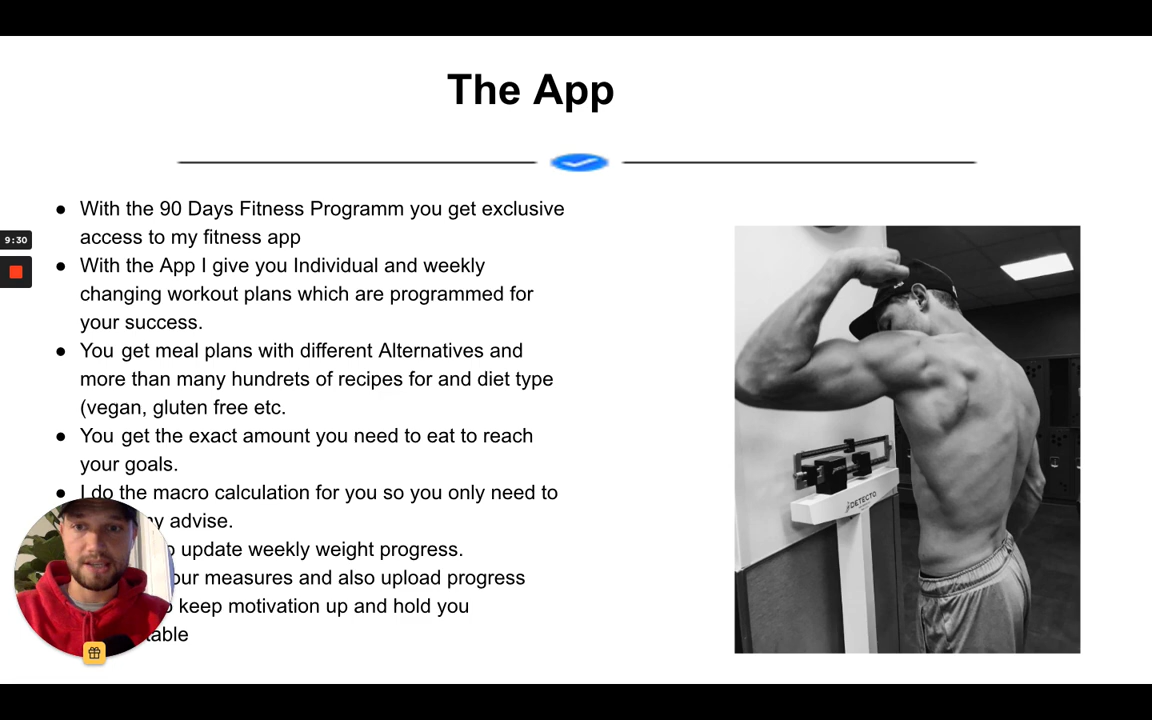 The App
With the 90 Days Fitness Programm you get exclusive
access to my fitness app
With the App I give you Individual and weekly
changing workout plans which are programmed for
your success.
You get meal plans with different Alternatives and
more than many hundrets of recipes for and diet type
(vegan, gluten free etc.
You get the exact amount you need to eat to reach
your goals.
I do the macro calculation for you so you only need to
advise.
update weekly weight progress.
measures and also upload progress
keep motivation up and hold you
9:30
DETECTO